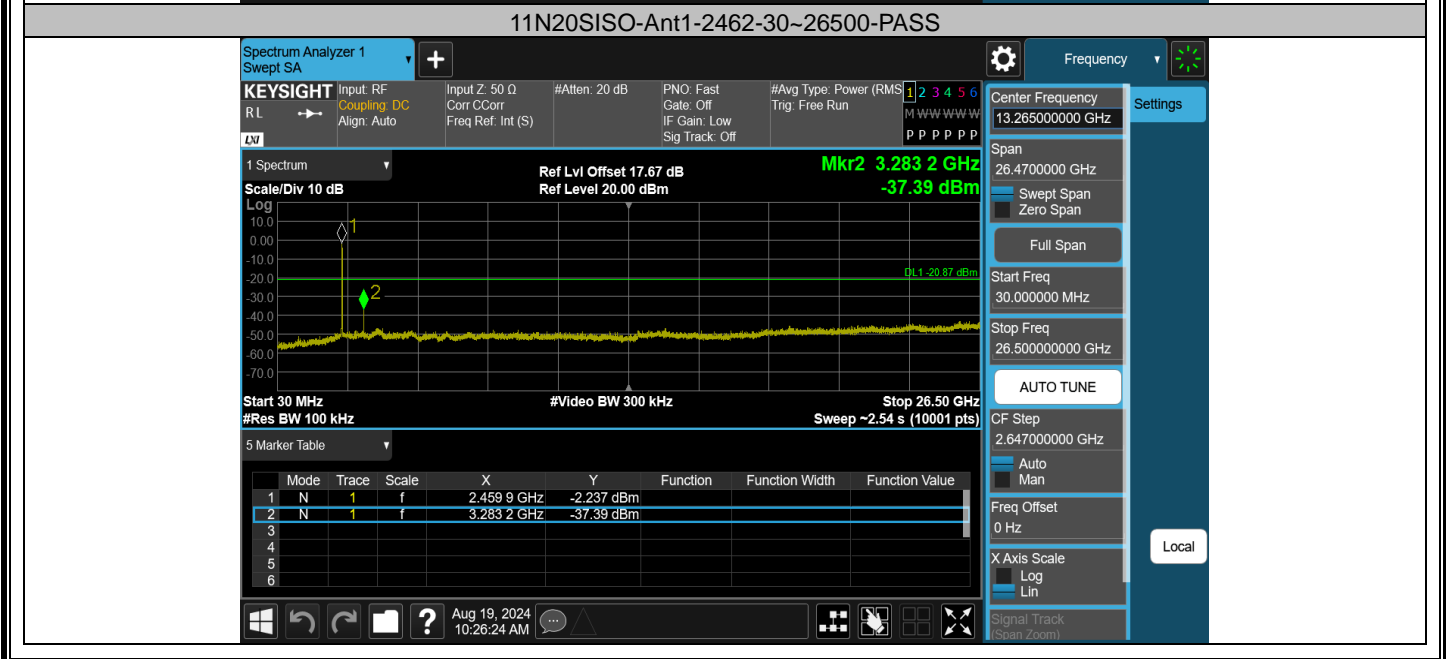 11N20SISO-Ant1-2462-30~26500-PASS
Spectrum Analyzer 1
Swept SA
Frequency
KEYSIGHT
R L
LXI
Input: RF
Coupling: DC
Align: Auto
Input Z: 50 Ω
Corr CCorr
Freq Ref: Int (S)
#Atten: 20 dB
PNO: Fast
Gate: Off
IF Gain: Low
Sig Track: Off
#Avg Type: Power (RMS
Trig: Free Run
1 2 3 4 5 6
M W W W W W
P P P P P P
1 Spectrum
Scale/Div 10 dB
Ref Lvl Offset 17.67 dB
Ref Level 20.00 dBm
Mkr2 3.283 2 GHz
-37.39 dBm
Log
10.0
0.00
-10.0
-20.0
-30.0
-40.0
-50.0
-60.0
-70.0
1
2
DL1 -20.87 dBm
Start 30 MHz
#Video BW 300 kHz
Stop 26.50 GHz
#Res BW 100 kHz
Sweep ~2.54 s (10001 pts)
5 Marker Table
Mode Trace Scale X Y Function Function Width Function Value
1 N 1 f 2.459 9 GHz -2.237 dBm
2 N 1 f 3.283 2 GHz -37.39 dBm
3
4
5
6
Aug 19, 2024
10:26:24 AM
Center Frequency
13.265000000 GHz
Settings
Span
26.4700000 GHz
Swept Span
Zero Span
Full Span
Start Freq
30.000000 MHz
Stop Freq
26.500000000 GHz
AUTO TUNE
CF Step
2.647000000 GHz
Auto
Man
Freq Offset
0 Hz
Local
X Axis Scale
Log
Lin
Signal Track
(Span Zoom)